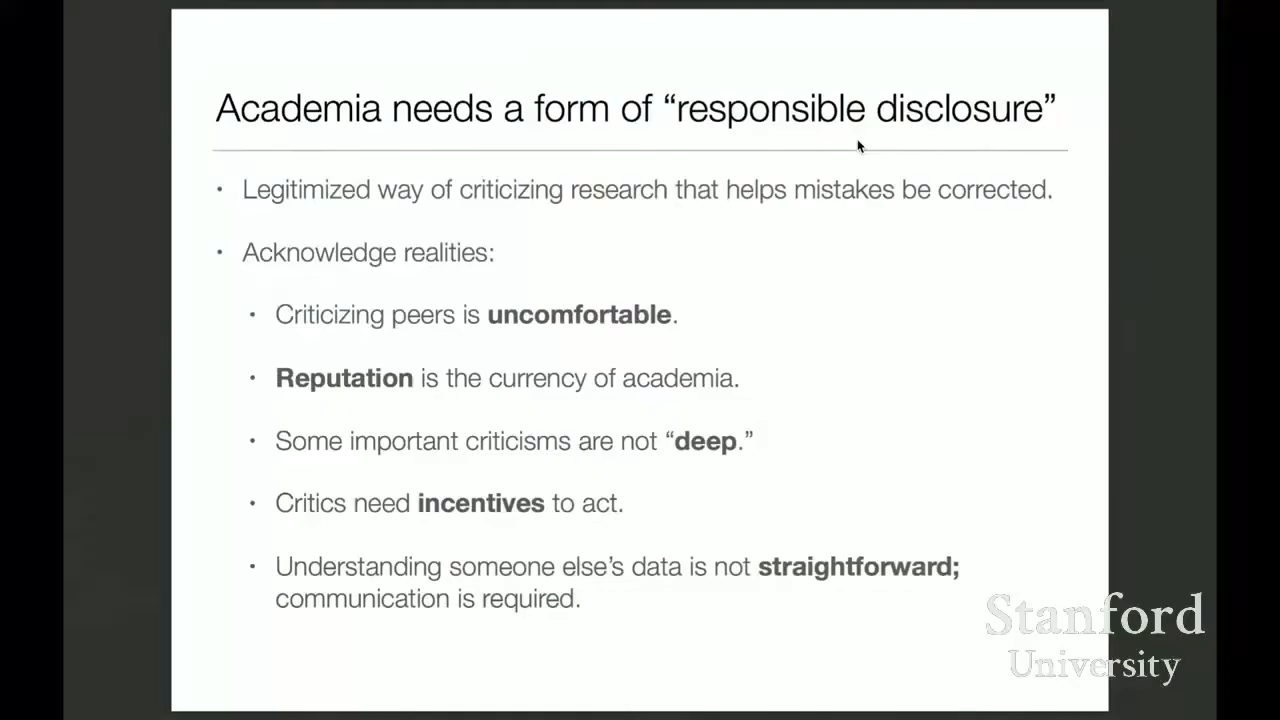 Academia needs a form of “responsible disclosure”
• Legitimized way of criticizing research that helps mistakes be corrected.
• Acknowledge realities:
• Criticizing peers is uncomfortable.
• Reputation is the currency of academia.
• Some important criticisms are not “deep.”
• Critics need incentives to act.
• Understanding someone else’s data is not straightforward;
communication is required.
Stanford
University